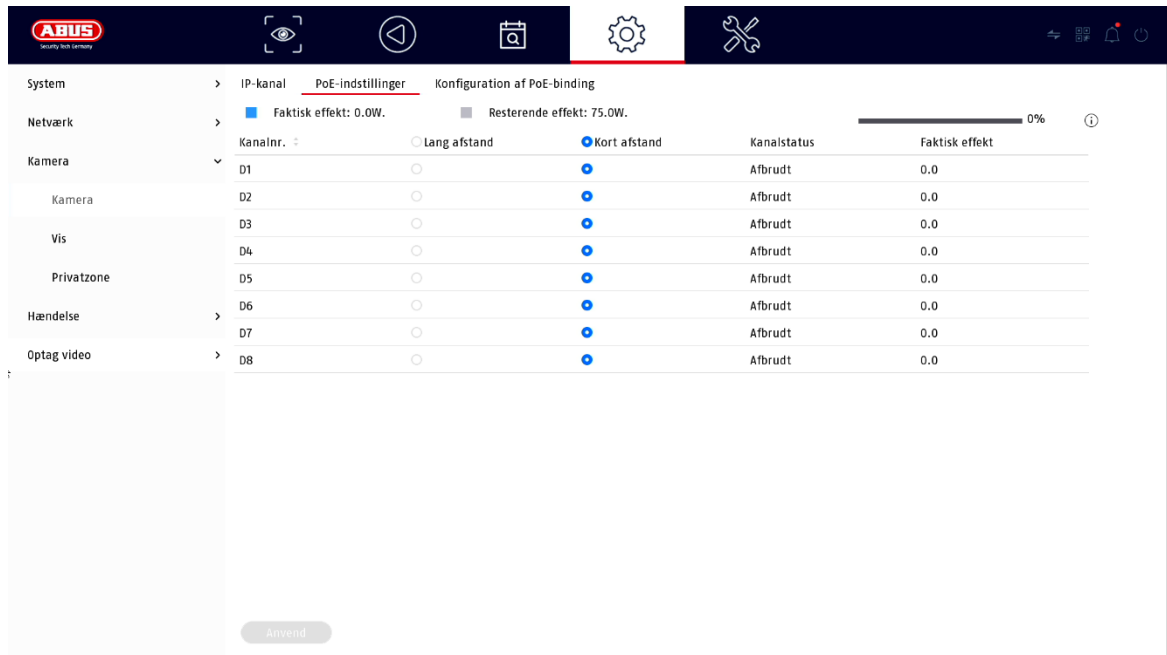 ABUS
Security Tech Germany
System
Netværk
Kamera
Kamera
Vis
Privatzone
Hændelse
Optag video
IP-kanal PoE-indstillinger Konfiguration af PoE-binding
Faktisk effekt: 0.0W. Resterende effekt: 75.0W.
0%
Kanalnr. Lang afstand Kort afstand Kanalstatus Faktisk effekt
D1 Afbrudt 0.0
D2 Afbrudt 0.0
D3 Afbrudt 0.0
D4 Afbrudt 0.0
D5 Afbrudt 0.0
D6 Afbrudt 0.0
D7 Afbrudt 0.0
D8 Afbrudt 0.0
Anvend